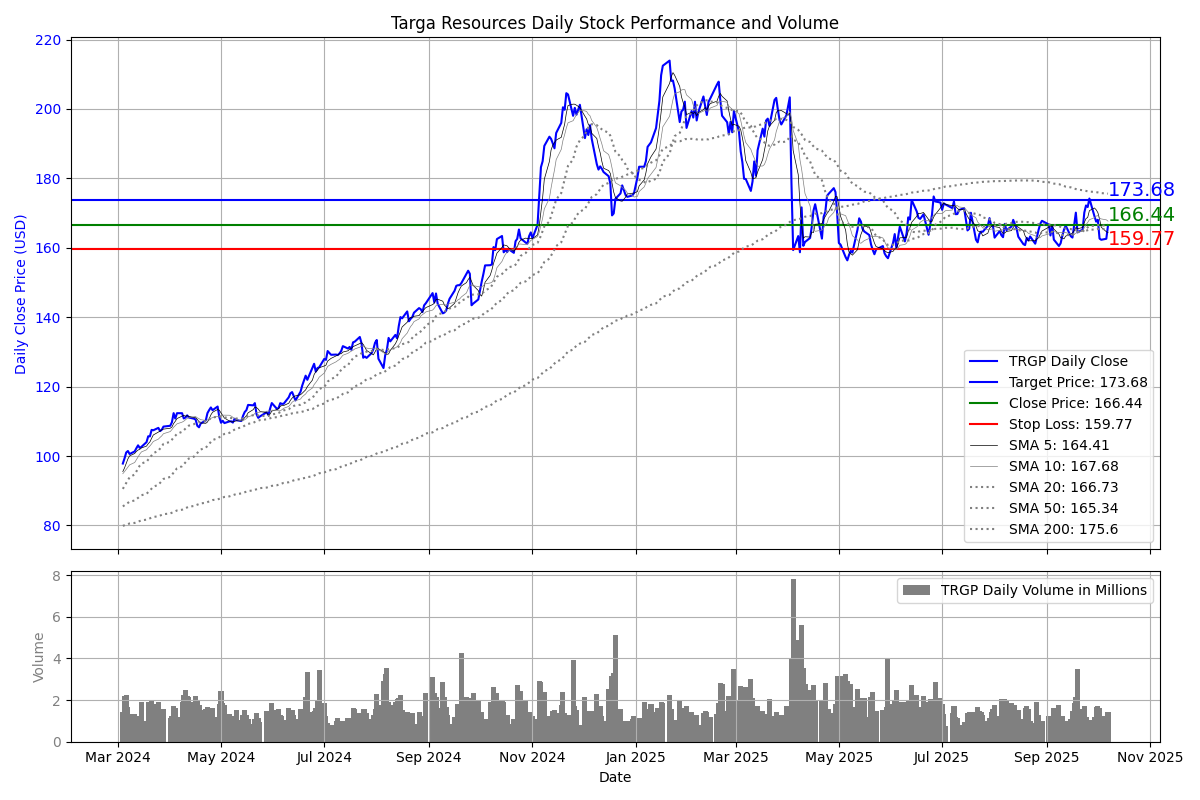 Targa Resources Daily Stock Performance and Volume
220
200
180
160
140
120
100
80
Daily Close Price (USD)
173.68
166.44
159.77
TRGP Daily Close
Target Price: 173.68
Close Price: 166.44
Stop Loss: 159.77
SMA 5: 164.41
SMA 10: 167.68
SMA 20: 166.73
SMA 50: 165.34
SMA 200: 175.6
8
6
4
2
0
Volume
TRGP Daily Volume in Millions
Mar 2024 May 2024 Jul 2024 Sep 2024 Nov 2024 Jan 2025 Mar 2025 May 2025 Jul 2025 Sep 2025 Nov 2025
Date